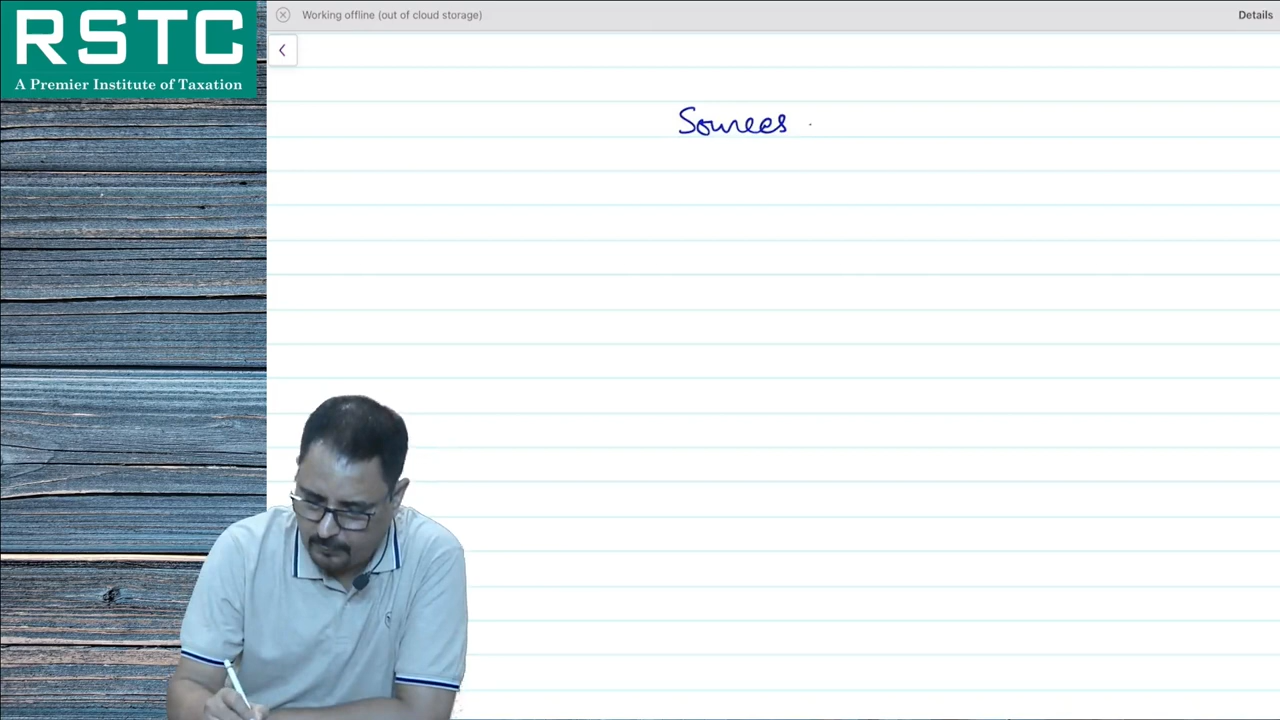 RSTC
A Premier Institute of Taxation
Working offline (out of cloud storage)
Details
Sources